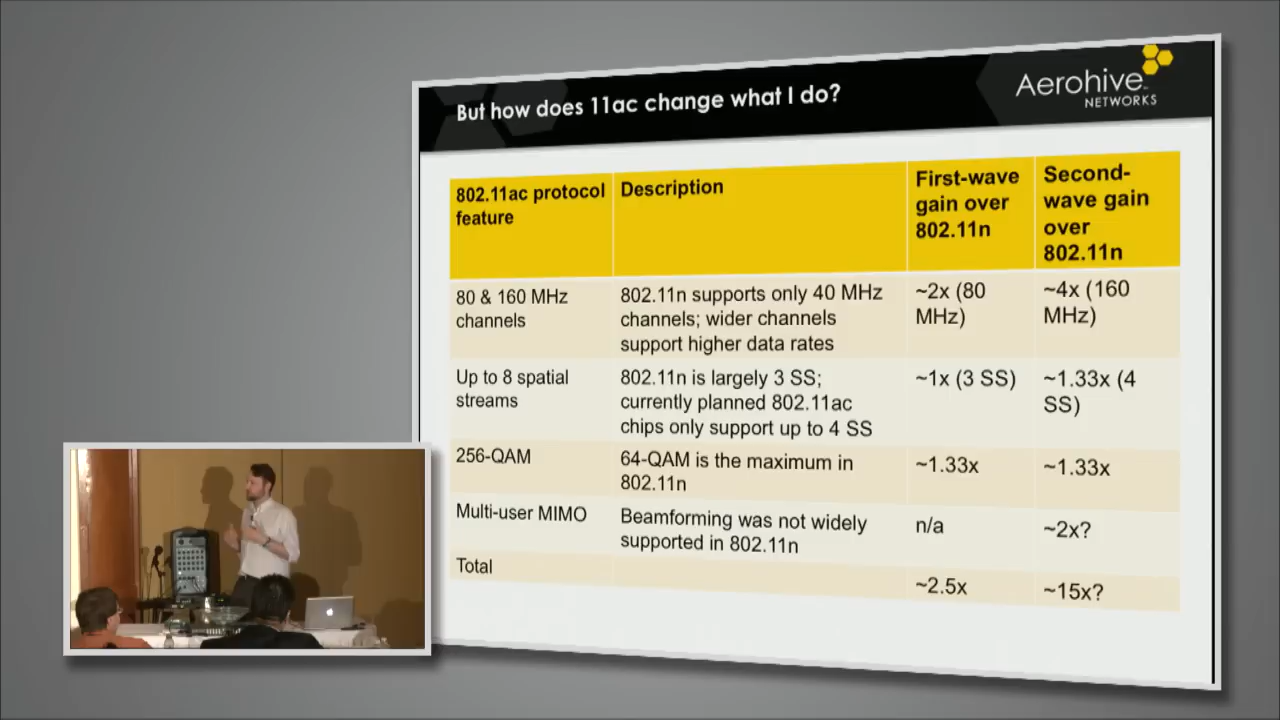 But how does 11ac change what I do?
Aerohive
NETWORKS
802.11ac protocol
feature
Description
First-wave
gain over
802.11n
Second-
wave gain
over
802.11n
80 & 160 MHz
channels
802.11n supports only 40 MHz
channels; wider channels
support higher data rates
~2x (80
MHz)
~4x (160
MHz)
Up to 8 spatial
streams
802.11n is largely 3 SS;
currently planned 802.11ac
chips only support up to 4 SS
~1x (3 SS)
~1.33x (4
SS)
256-QAM
64-QAM is the maximum in
802.11n
~1.33x
~1.33x
Multi-user MIMO
Beamforming was not widely
supported in 802.11n
n/a
~2x?
Total
~2.5x
~15x?